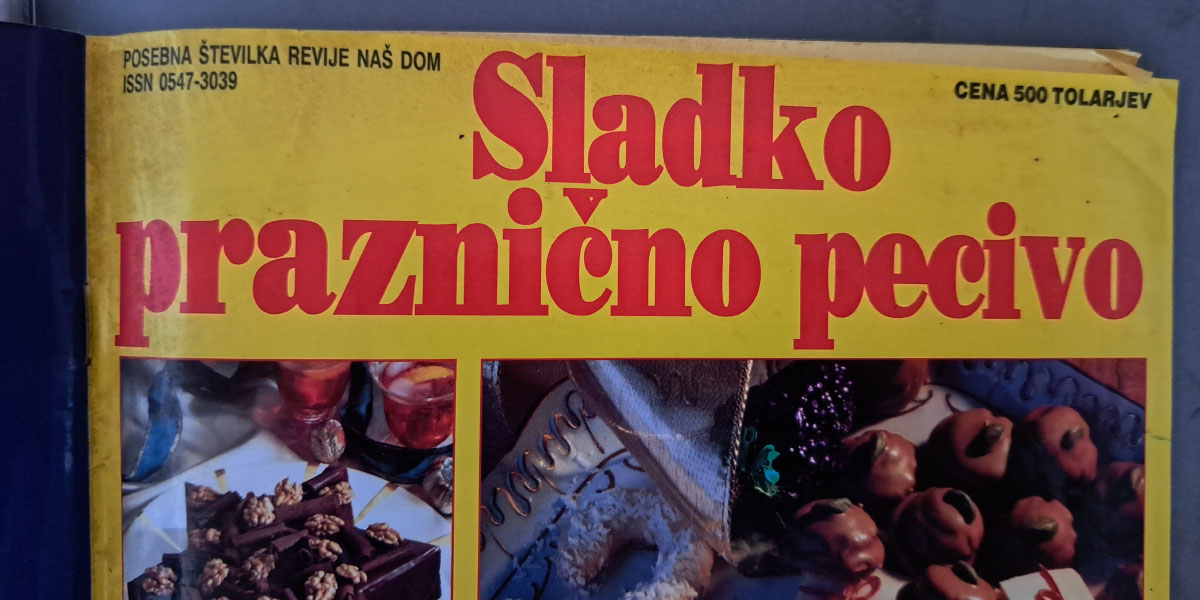 POSEBNA ŠTEVILKA REVIJE NAŠ DOM
ISSN 0547-3039
CENA 500 TOLARJEV
Sladko
praznično pecivo